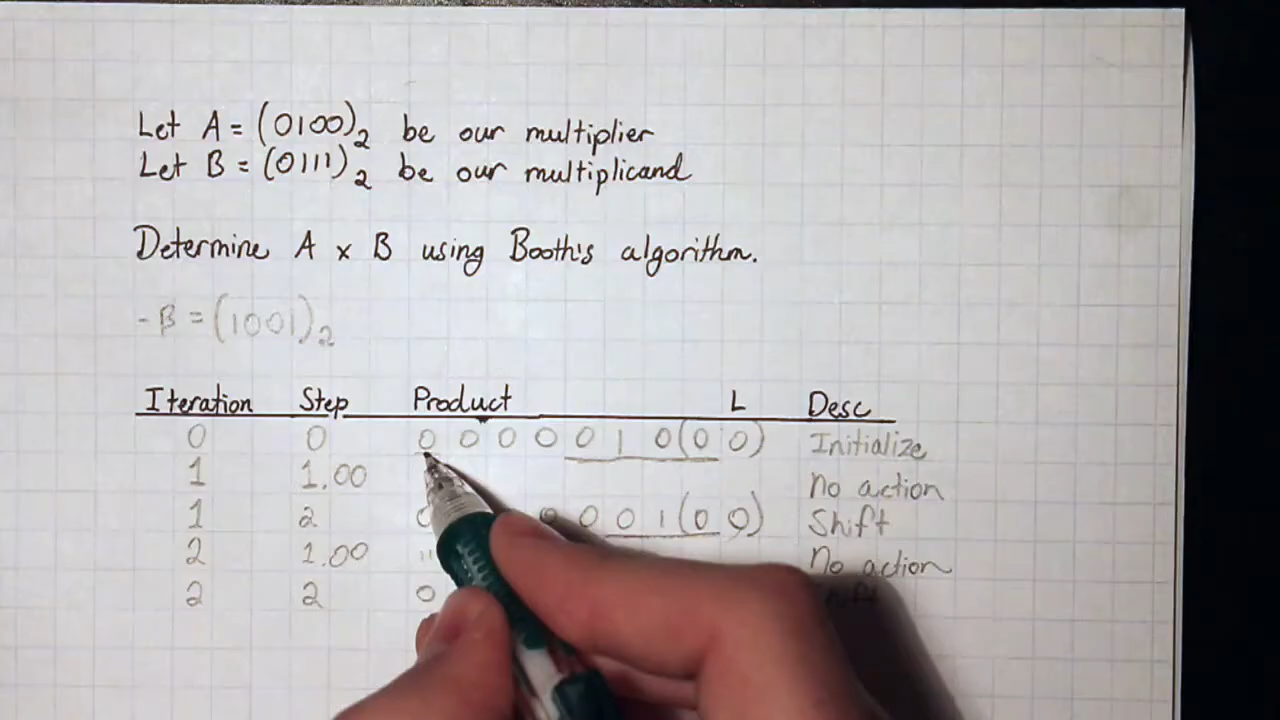 Let A = (0100)₂ be our multiplier
Let B = (0111)₂ be our multiplicand
Determine A x B using Booth's algorithm.
-B = (1001)₂
Iteration Step Product L Desc
0 0 0 0 0 0 0 1 0 (0 0) Initialize
1 1.00 No action
1 2 0 0 0 0 1 (0 0) Shift
2 1.00 " No action
2 2 0